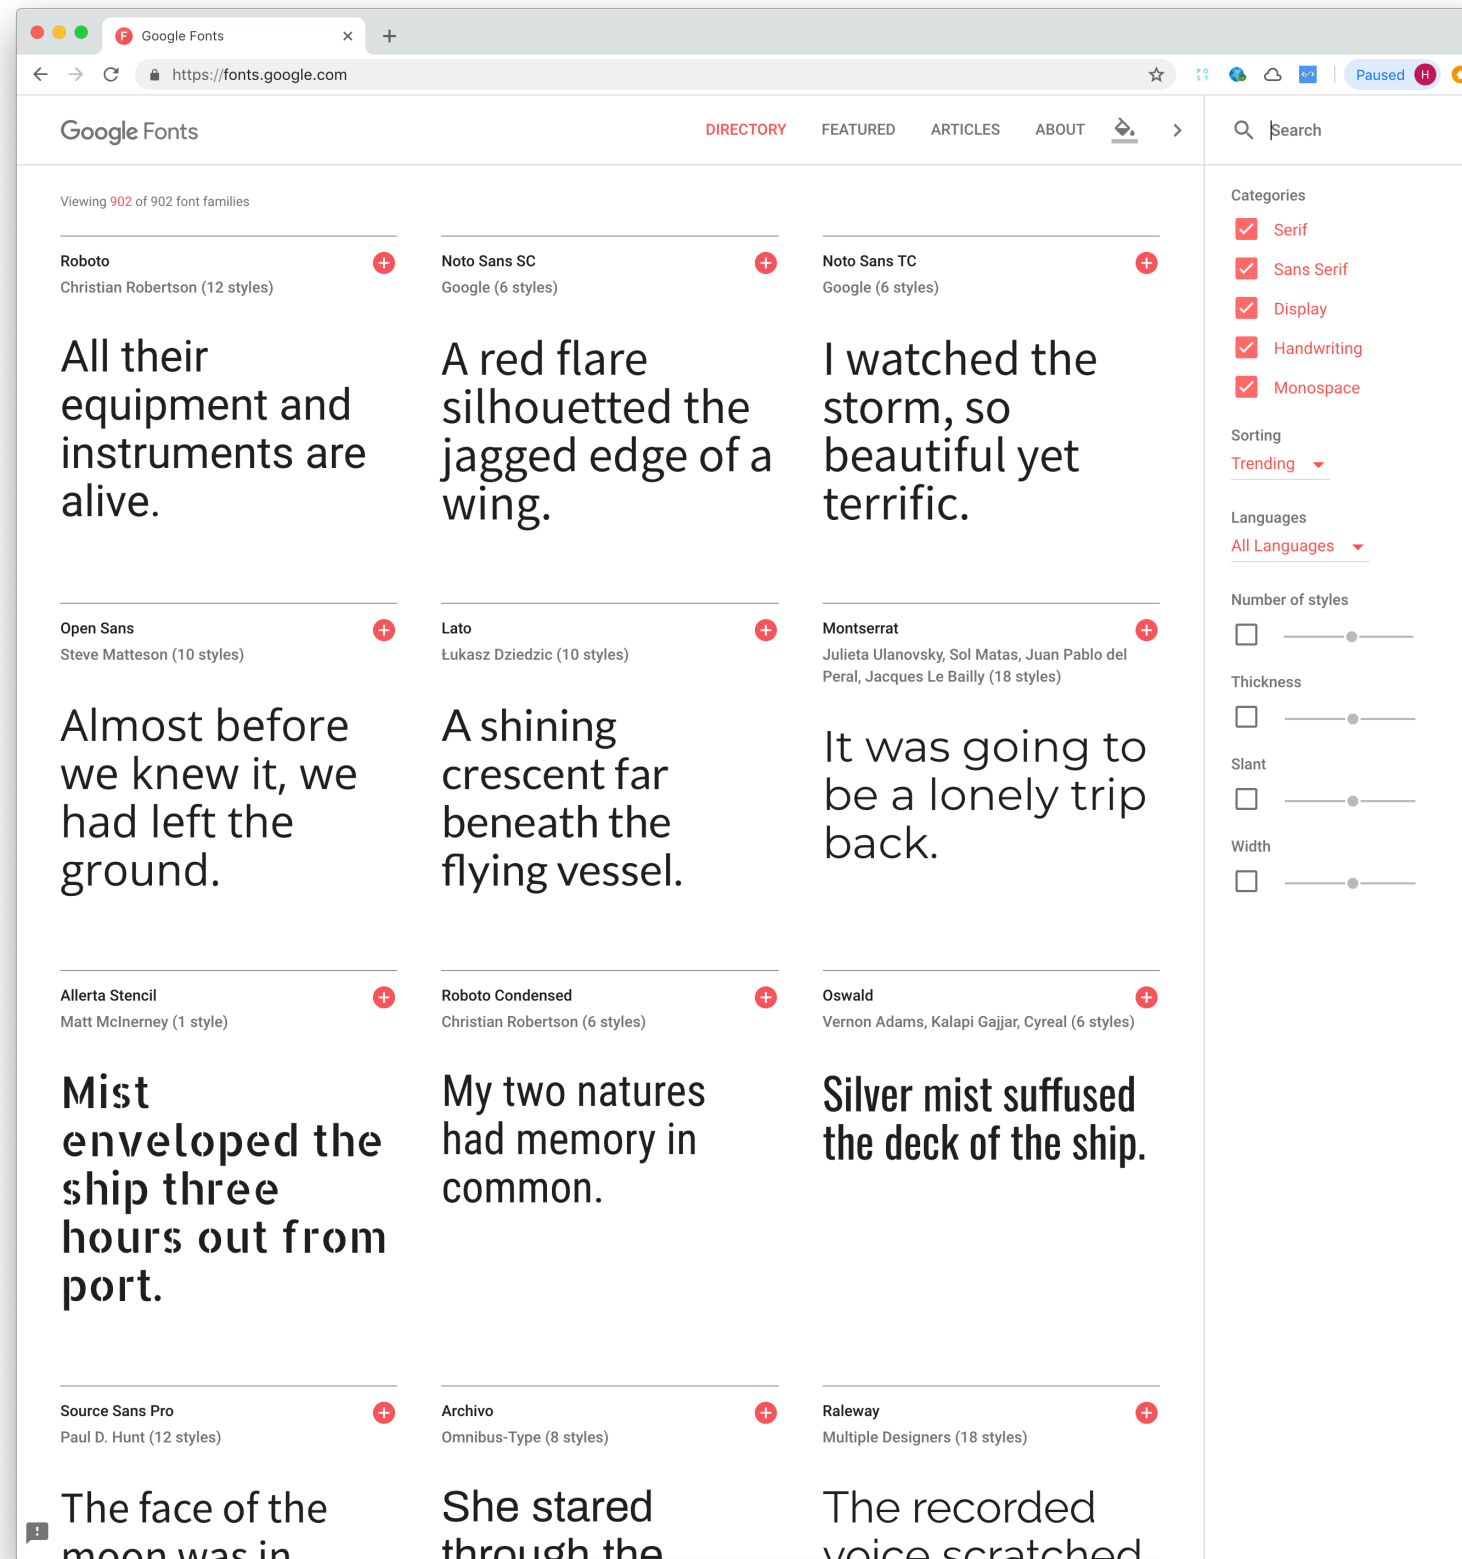 Google Fonts
https://fonts.google.com
Paused H
Google Fonts
DIRECTORY FEATURED ARTICLES ABOUT
Search
Viewing 902 of 902 font families
Roboto
Christian Robertson (12 styles)
All their
equipment and
instruments are
alive.
Noto Sans SC
Google (6 styles)
A red flare
silhouetted the
jagged edge of a
wing.
Noto Sans TC
Google (6 styles)
I watched the
storm, so
beautiful yet
terrific.
Open Sans
Steve Matteson (10 styles)
Almost before
we knew it, we
had left the
ground.
Lato
Łukasz Dziedzic (10 styles)
A shining
crescent far
beneath the
flying vessel.
Montserrat
Julieta Ulanovsky, Sol Matas, Juan Pablo del
Peral, Jacques Le Bailly (18 styles)
It was going to
be a lonely trip
back.
Allerta Stencil
Matt McInerney (1 style)
Mist
enveloped the
ship three
hours out from
port.
Roboto Condensed
Christian Robertson (6 styles)
My two natures
had memory in
common.
Oswald
Vernon Adams, Kalapi Gajjar, Cyreal (6 styles)
Silver mist suffused
the deck of the ship.
Source Sans Pro
Paul D. Hunt (12 styles)
The face of the
moon was in
Archivo
Omnibus-Type (8 styles)
She stared
through the
Raleway
Multiple Designers (18 styles)
The recorded
voice scratched
Categories
Serif
Sans Serif
Display
Handwriting
Monospace
Sorting
Trending
Languages
All Languages
Number of styles
Thickness
Slant
Width